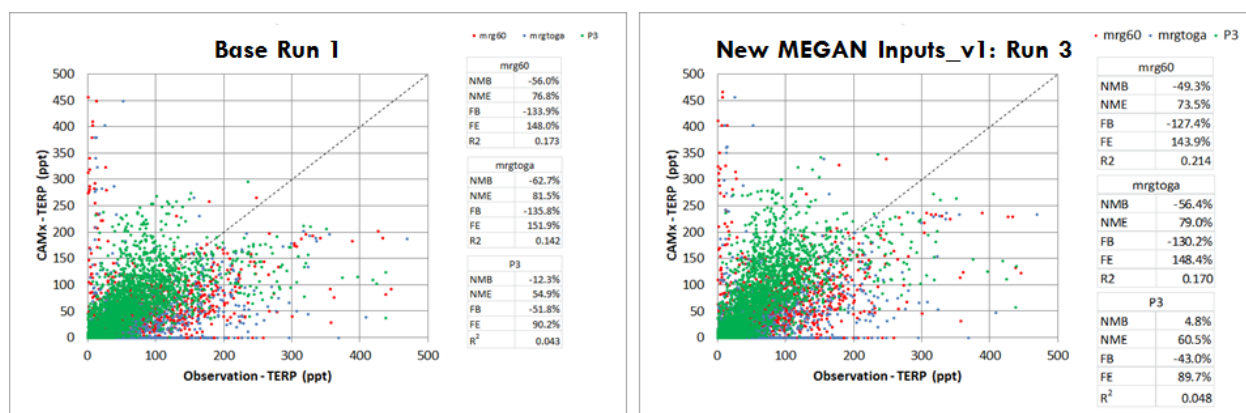 Base Run 1
mrg60 mrgtoga P3
CAMx - TERP (ppt)
500
450
400
350
300
250
200
150
100
50
0
0 100 200 300 400 500
Observation - TERP (ppt)
mrg60
NMB -56.0%
NME 76.8%
FB -133.9%
FE 148.0%
R2 0.173
mrgtoga
NMB -62.7%
NME 81.5%
FB -135.8%
FE 151.9%
R2 0.142
P3
NMB -12.3%
NME 54.9%
FB -51.8%
FE 90.2%
R² 0.043
New MEGAN Inputs_v1: Run 3
mrg60 mrgtoga P3
CAMx - TERP (ppt)
500
450
400
350
300
250
200
150
100
50
0
0 100 200 300 400 500
Observation - TERP (ppt)
mrg60
NMB -49.3%
NME 73.5%
FB -127.4%
FE 143.9%
R2 0.214
mrgtoga
NMB -56.4%
NME 79.0%
FB -130.2%
FE 148.4%
R2 0.170
P3
NMB 4.8%
NME 60.5%
FB -43.0%
FE 89.7%
R² 0.048